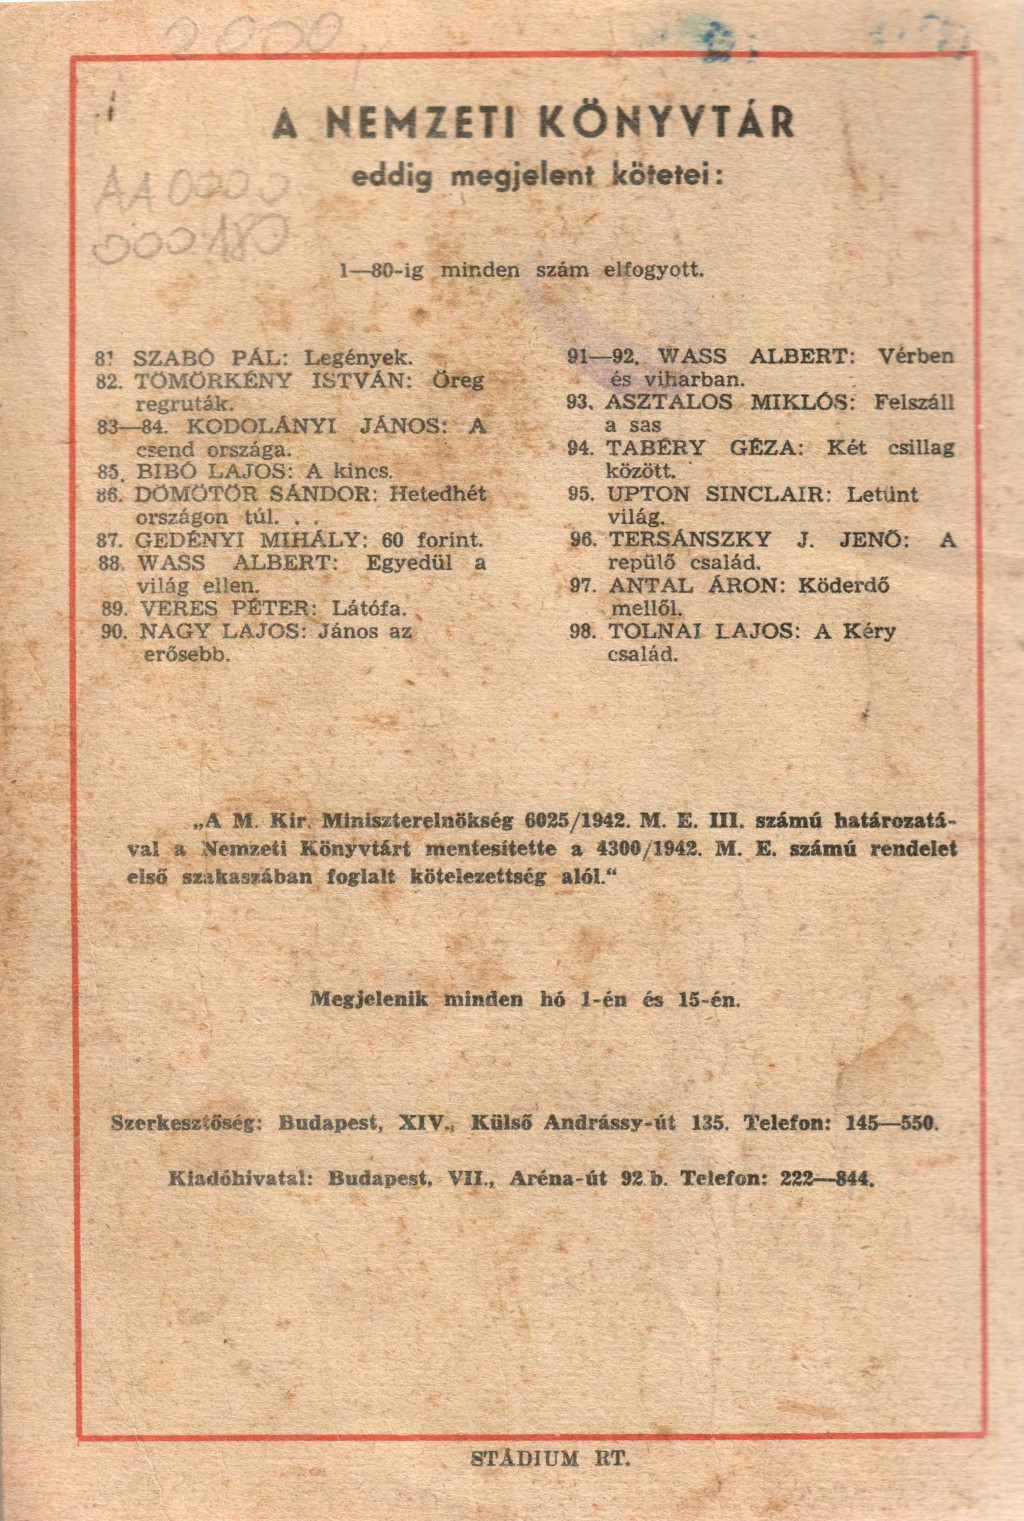 2000
A NEMZETI KÖNYVTÁR
eddig megjelent kötetei:
AA0000
000180
1—80-ig minden szám elfogyott.
81 SZABÓ PÁL: Legények.
82. TÖMÖRKÉNY ISTVÁN: Öreg
regruták.
83—84. KODOLÁNYI JÁNOS: A
csend országa.
85. BIBÓ LAJOS: A kincs.
86. DÖMÖTÖR SÁNDOR: Hetedhét
országon túl. . .
87. GEDÉNYI MIHÁLY: 60 forint.
88. WASS ALBERT: Egyedül a
világ ellen.
89. VERES PÉTER: Látófa.
90. NAGY LAJOS: János az
erősebb.
91—92. WASS ALBERT: Vérben
és viharban.
93. ASZTALOS MIKLÓS: Felszáll
a sas
94. TABÉRY GÉZA: Két csillag
között.
95. UPTON SINCLAIR: Letünt
világ.
96. TERSÁNSZKY J. JENŐ: A
repülő család.
97. ANTAL ÁRON: Köderdő
mellől.
98. TOLNAI LAJOS: A Kéry
család.
„A M. Kir. Miniszterelnökség 6025/1942. M. E. III. számú határozatá-
val a Nemzeti Könyvtárt mentesítette a 4300/1942. M. E. számú rendelet
első szakaszában foglalt kötelezettség alól."
Megjelenik minden hó 1-én és 15-én.
Szerkesztőség: Budapest, XIV., Külső Andrássy-út 135. Telefon: 145—550.
Kiadóhivatal: Budapest, VII., Aréna-út 92 b. Telefon: 222—844.
STÁDIUM RT.